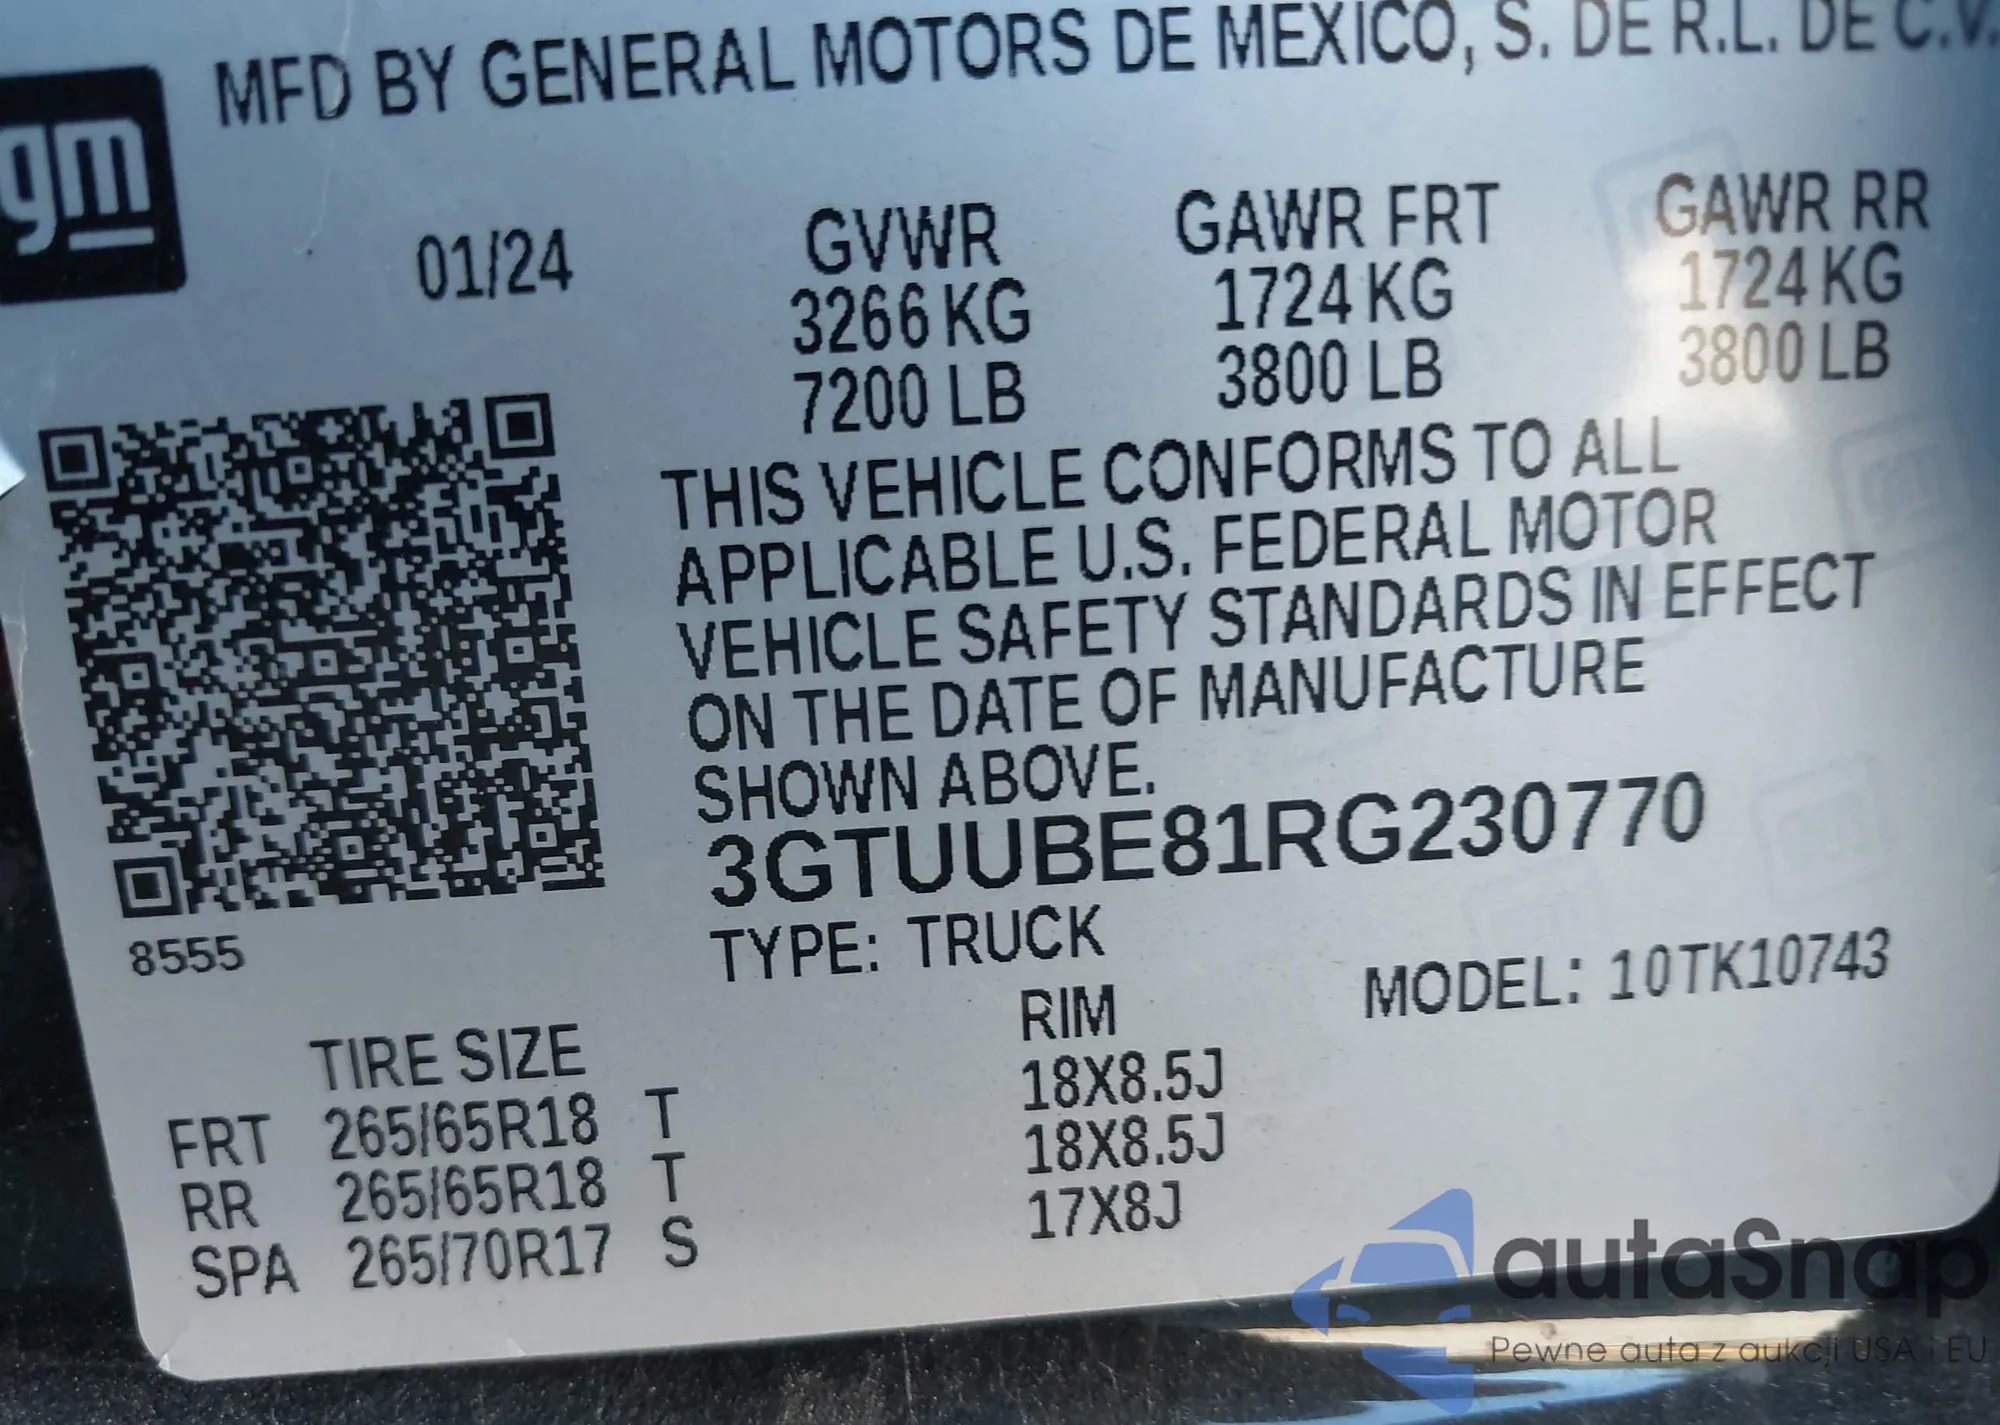 MFD BY GENERAL MOTORS DE MEXICO, S. DE R.L. DE C.V.
gm
01/24
GVWR GAWR FRT GAWR RR
3266 KG 1724 KG 1724 KG
7200 LB 3800 LB 3800 LB
THIS VEHICLE CONFORMS TO ALL
APPLICABLE U.S. FEDERAL MOTOR
VEHICLE SAFETY STANDARDS IN EFFECT
ON THE DATE OF MANUFACTURE
SHOWN ABOVE.
3GTUUBE81RG230770
8555
TYPE: TRUCK MODEL: 10TK10743
TIRE SIZE RIM
FRT 265/65R18 T 18X8.5J
RR 265/65R18 T 18X8.5J
SPA 265/70R17 S 17X8J
autaSnap
Pewne auta z aukcji USA i EU